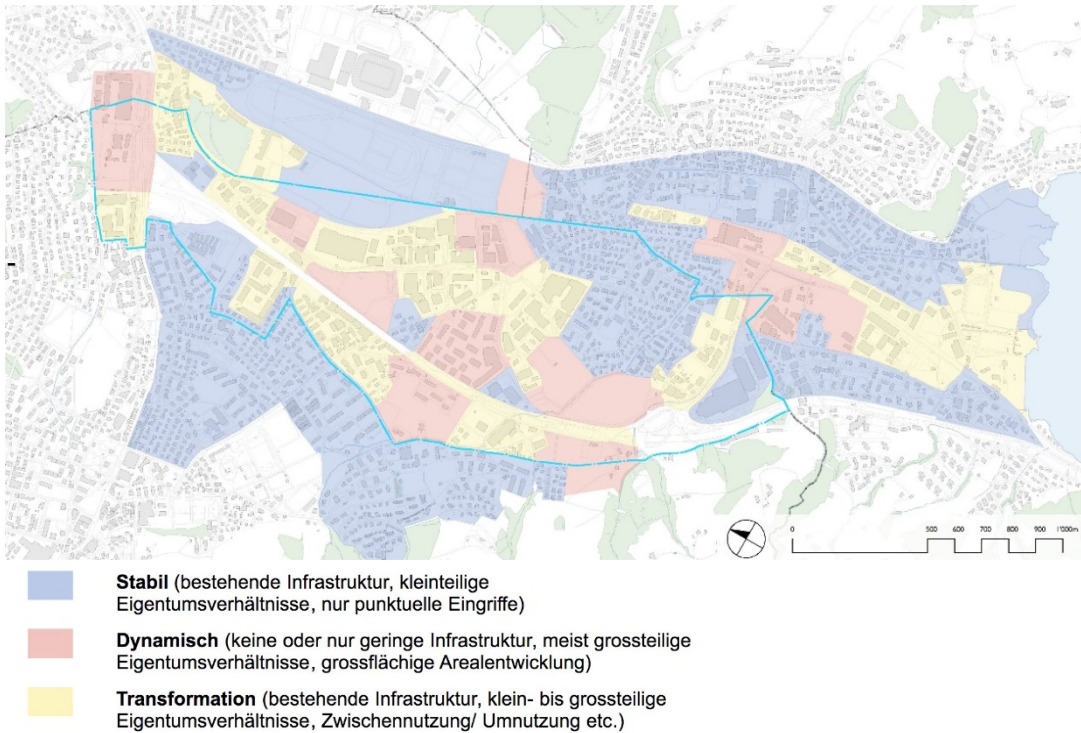 0 500 600 700 800 900 1'000m
Stabil (bestehende Infrastruktur, kleinteilige
Eigentumsverhältnisse, nur punktuelle Eingriffe)
Dynamisch (keine oder nur geringe Infrastruktur, meist grossteilige
Eigentumsverhältnisse, grossflächige Arealentwicklung)
Transformation (bestehende Infrastruktur, klein- bis grossteilige
Eigentumsverhältnisse, Zwischennutzung/ Umnutzung etc.)